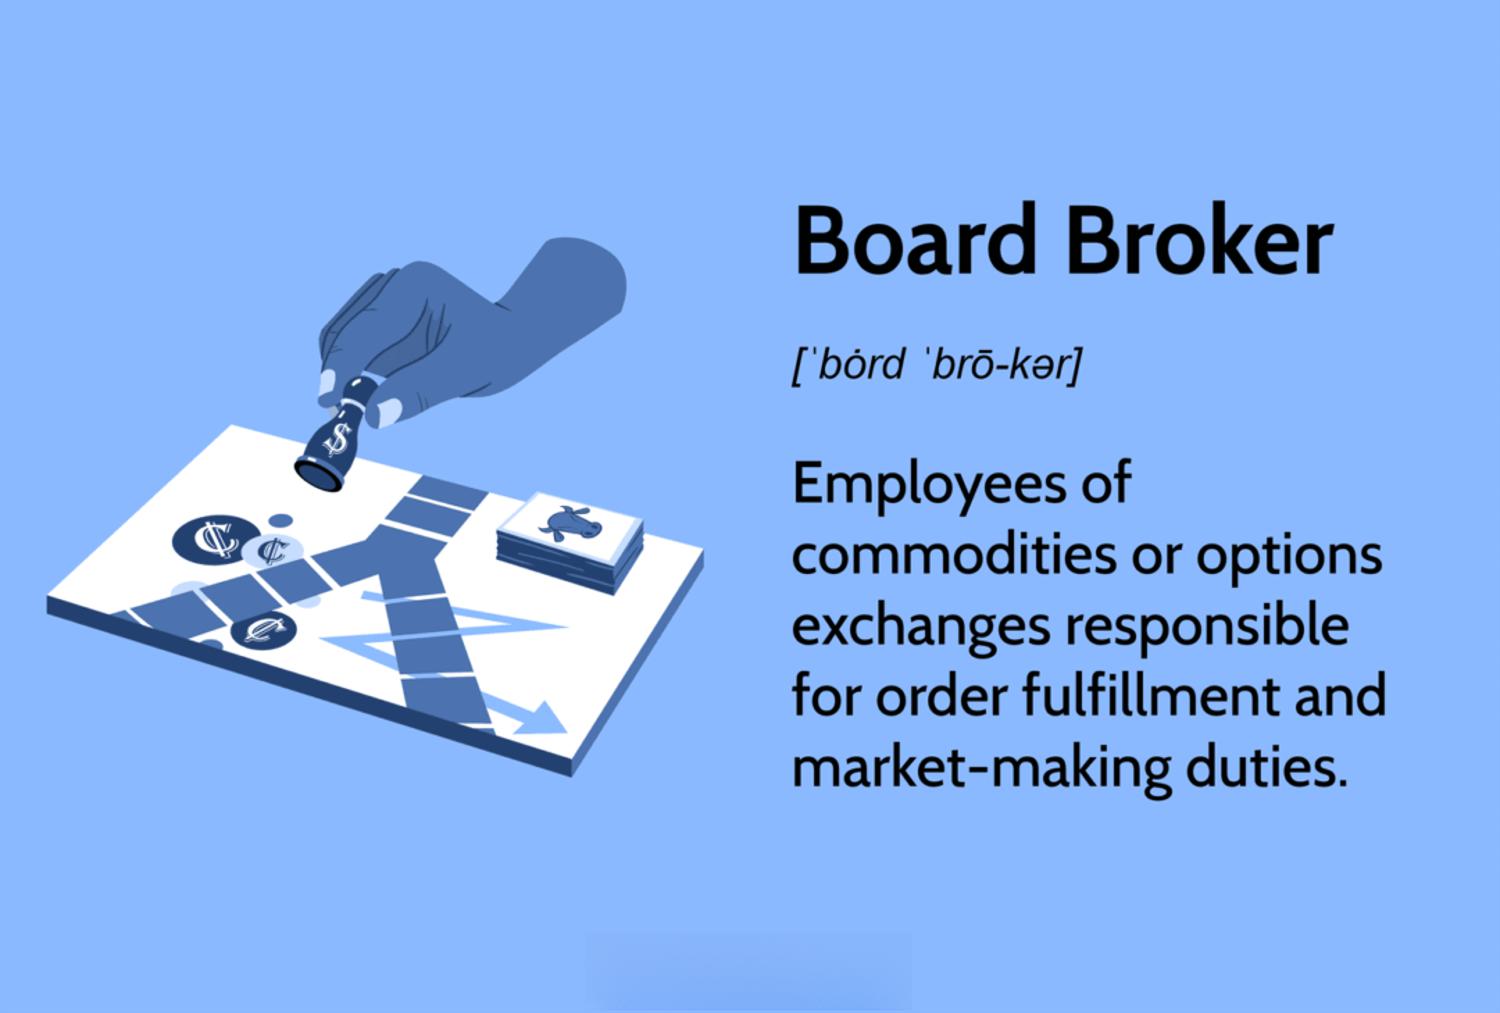 Board Broker
[ˈbȯrd ˈbrō-kər]
Employees of
commodities or options
exchanges responsible
for order fulfillment and
market-making duties.
$
₵
₵
₵